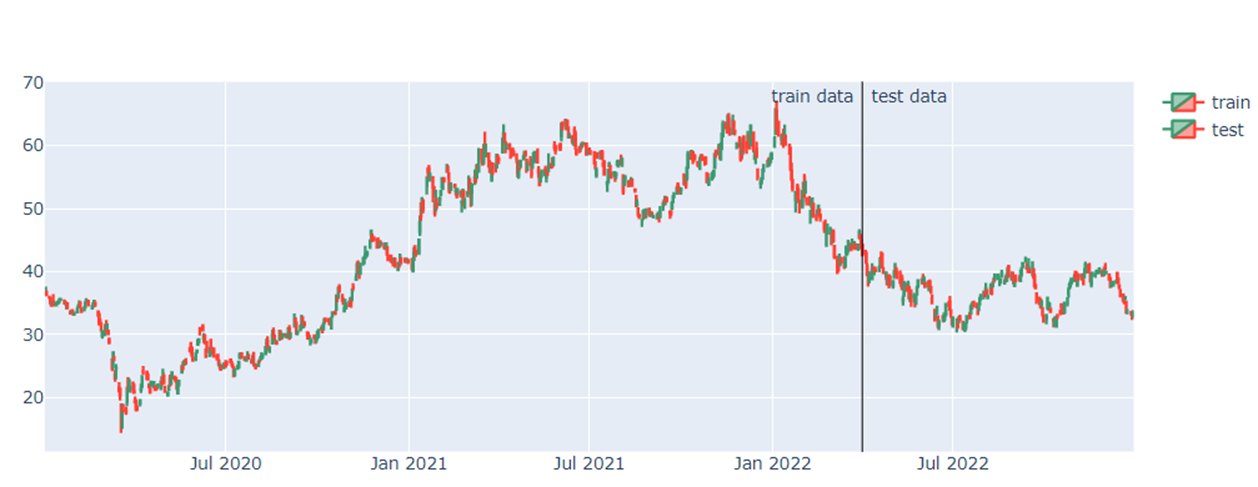 70
train data
test data
train
test
60
50
40
30
20
Jul 2020
Jan 2021
Jul 2021
Jan 2022
Jul 2022